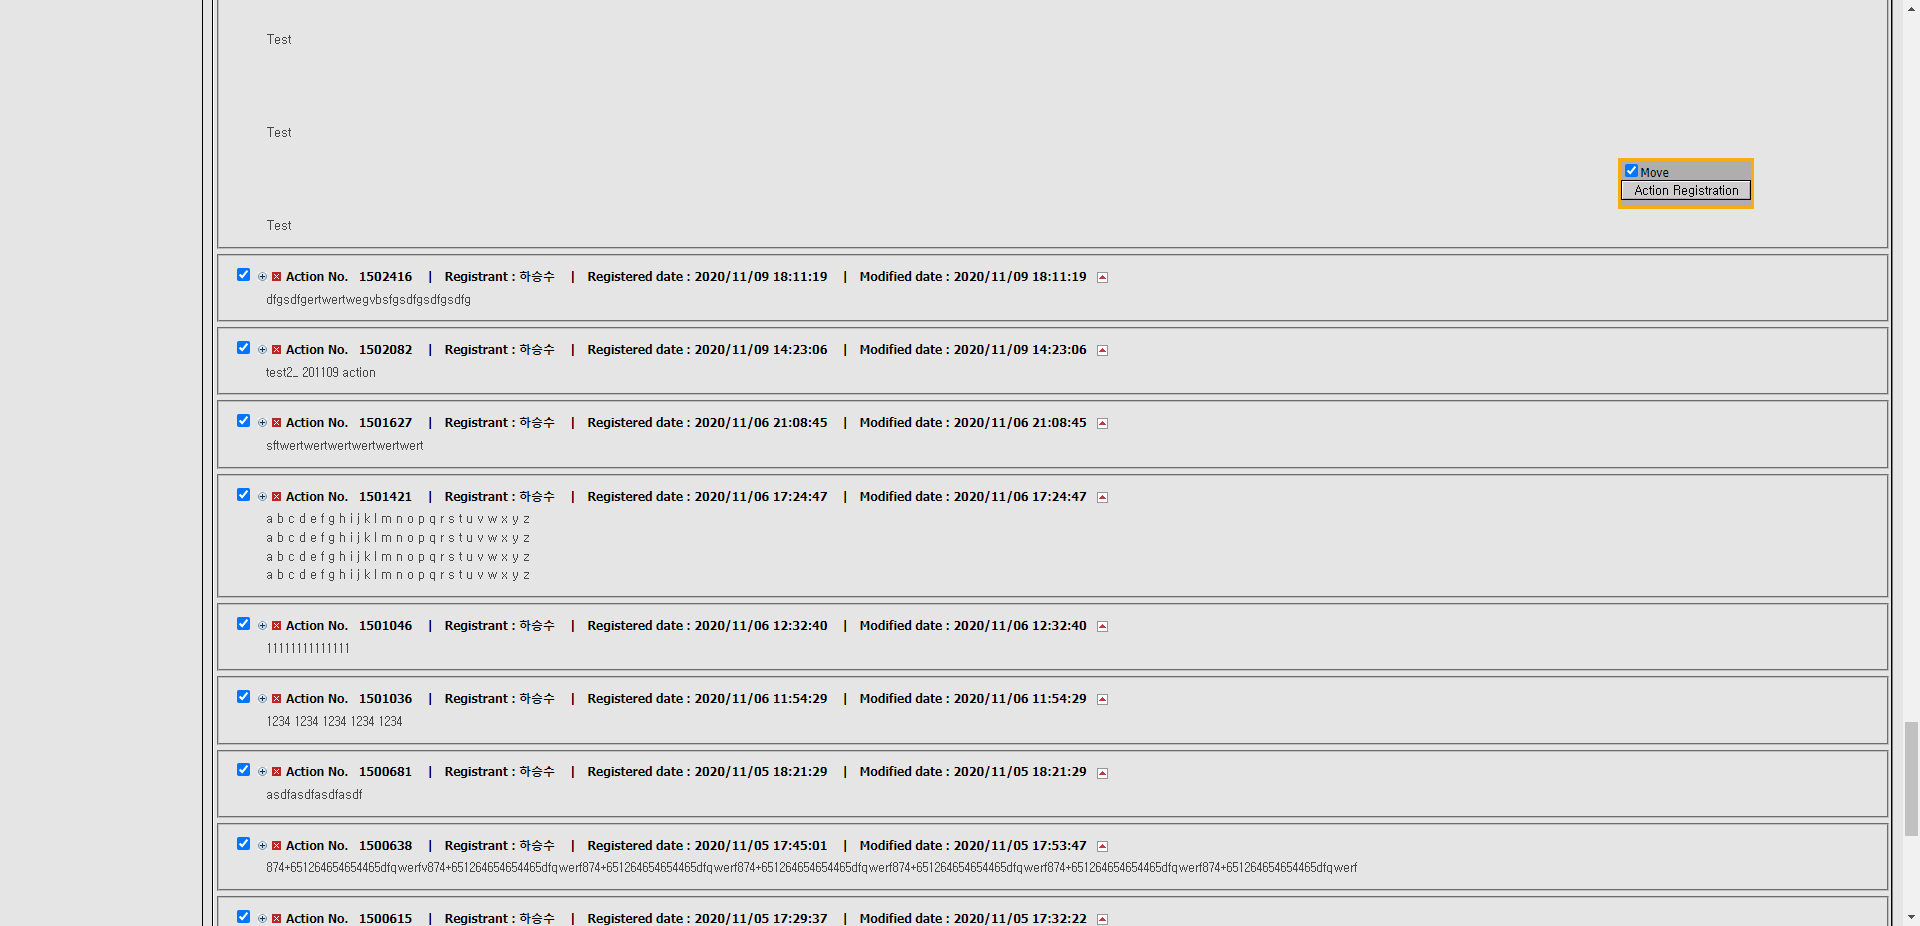 Test
Test
Move
Action Registration
Test
Action No. 1502416 | Registrant : 하승수 | Registered date : 2020/11/09 18:11:19 | Modified date : 2020/11/09 18:11:19
dfgsdfgertwertwegvbsfgsdfgsdfgsdfg
Action No. 1502082 | Registrant : 하승수 | Registered date : 2020/11/09 14:23:06 | Modified date : 2020/11/09 14:23:06
test2_ 201109 action
Action No. 1501627 | Registrant : 하승수 | Registered date : 2020/11/06 21:08:45 | Modified date : 2020/11/06 21:08:45
sftwertwertwertwertwertwert
Action No. 1501421 | Registrant : 하승수 | Registered date : 2020/11/06 17:24:47 | Modified date : 2020/11/06 17:24:47
a b c d e f g h i j k l m n o p q r s t u v w x y z
a b c d e f g h i j k l m n o p q r s t u v w x y z
a b c d e f g h i j k l m n o p q r s t u v w x y z
a b c d e f g h i j k l m n o p q r s t u v w x y z
Action No. 1501046 | Registrant : 하승수 | Registered date : 2020/11/06 12:32:40 | Modified date : 2020/11/06 12:32:40
11111111111111
Action No. 1501036 | Registrant : 하승수 | Registered date : 2020/11/06 11:54:29 | Modified date : 2020/11/06 11:54:29
1234 1234 1234 1234 1234
Action No. 1500681 | Registrant : 하승수 | Registered date : 2020/11/05 18:21:29 | Modified date : 2020/11/05 18:21:29
asdfasdfasdfasdf
Action No. 1500638 | Registrant : 하승수 | Registered date : 2020/11/05 17:45:01 | Modified date : 2020/11/05 17:53:47
874+651264654654465dfqwerfv874+651264654654465dfqwerf874+651264654654465dfqwerf874+651264654654465dfqwerf874+651264654654465dfqwerf874+651264654654465dfqwerf874+651264654654465dfqwerf
Action No. 1500615 | Registrant : 하승수 | Registered date : 2020/11/05 17:29:37 | Modified date : 2020/11/05 17:32:22